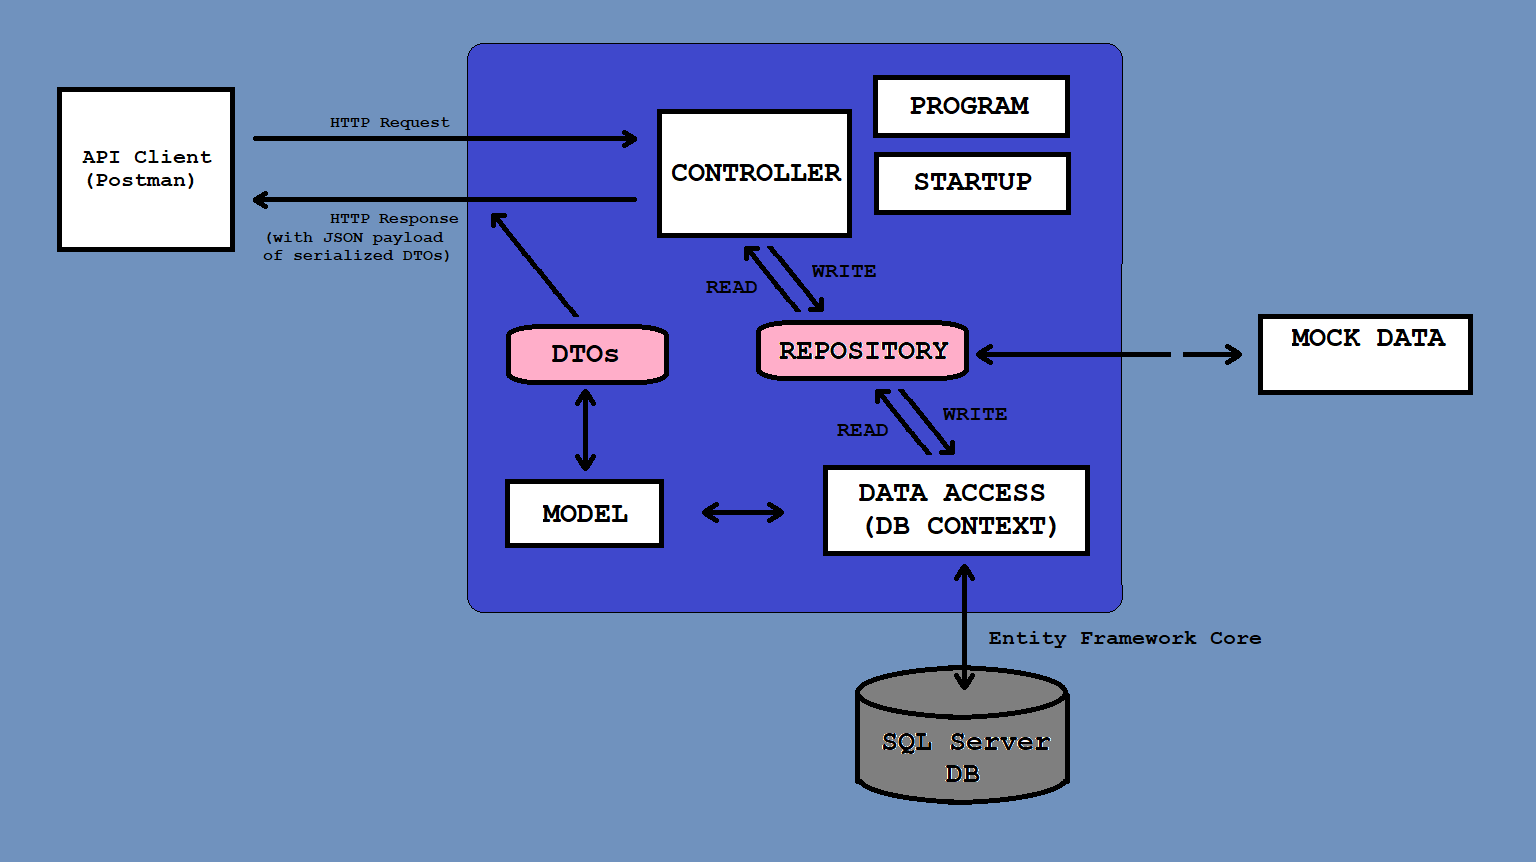 API Client
(Postman)
HTTP Request
HTTP Response
(with JSON payload
of serialized DTOs)
CONTROLLER
PROGRAM
STARTUP
READ
WRITE
DTOs
REPOSITORY
MOCK DATA
READ
WRITE
MODEL
DATA ACCESS
(DB CONTEXT)
Entity Framework Core
SQL Server
DB